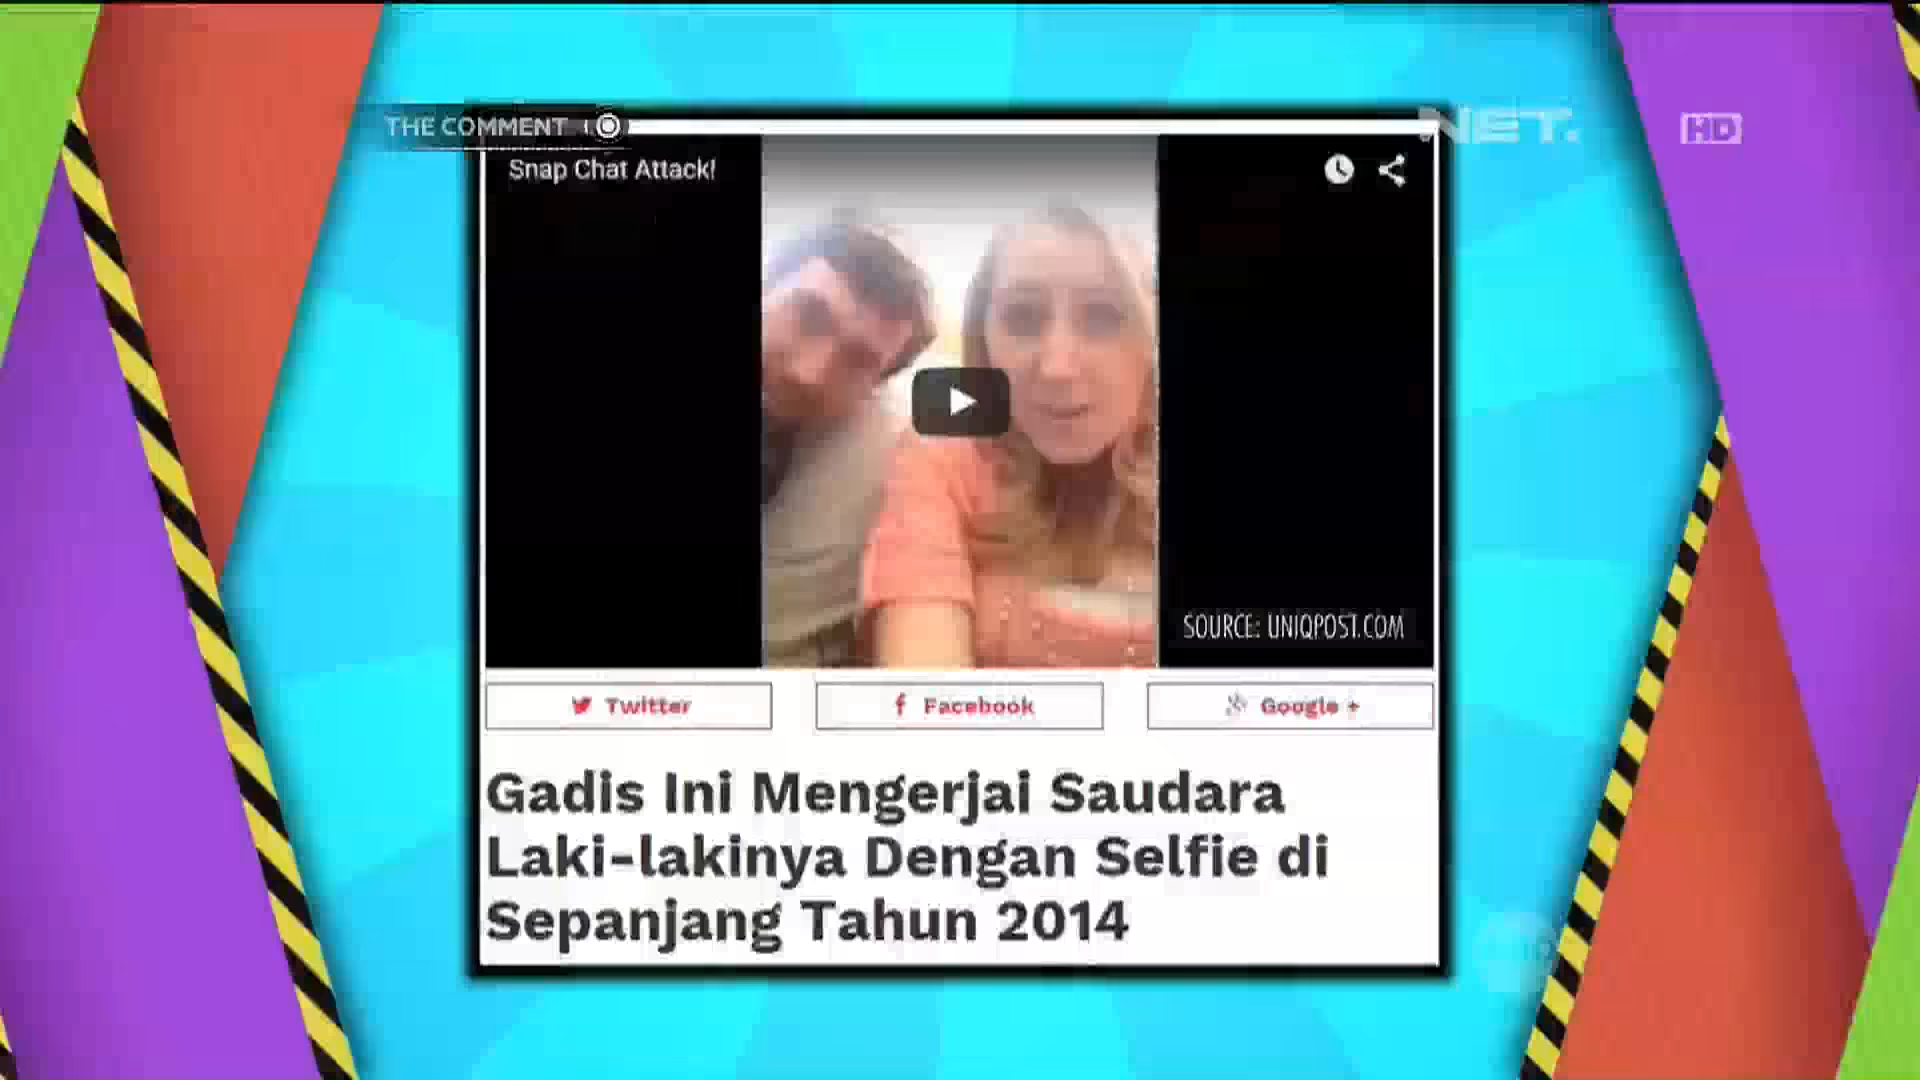 THE COMMENT
NET.
HD
Snap Chat Attack!
SOURCE: UNIQPOST.COM
Twitter
Facebook
Google +
Gadis Ini Mengerjai Saudara
Laki-lakinya Dengan Selfie di
Sepanjang Tahun 2014